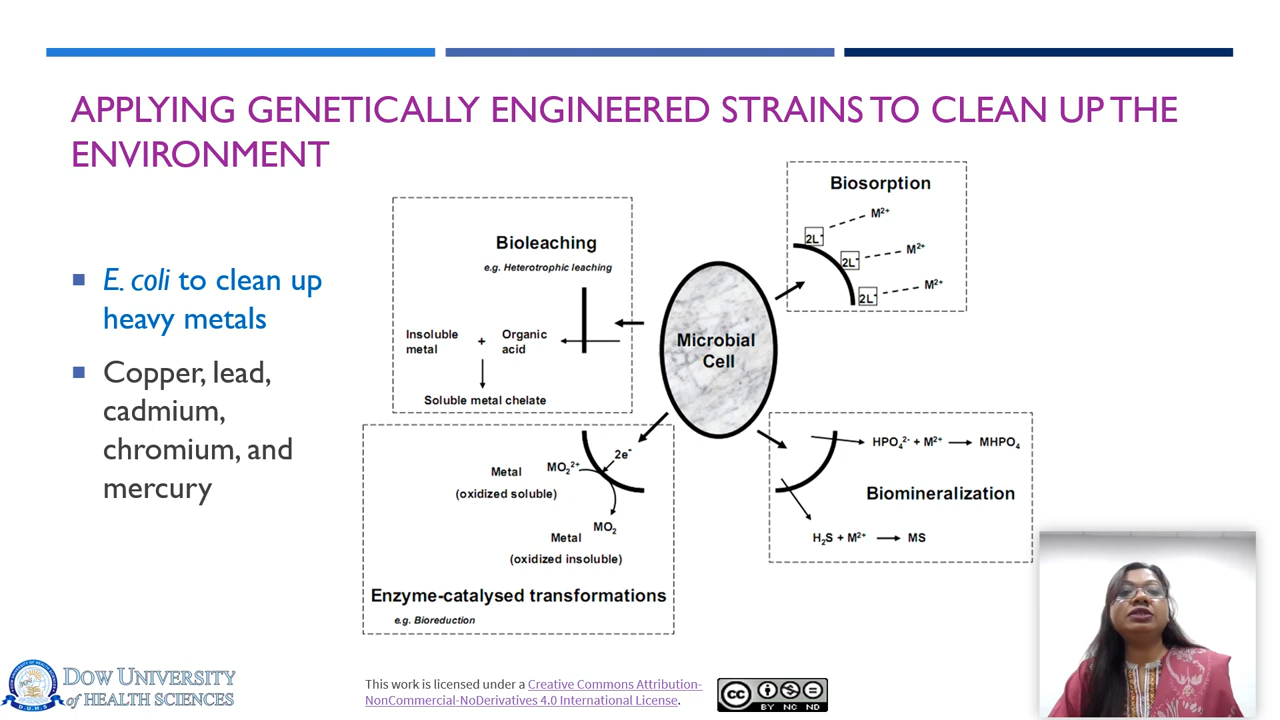 APPLYING GENETICALLY ENGINEERED STRAINS TO CLEAN UP THE
ENVIRONMENT
E. coli to clean up
heavy metals
Copper, lead,
cadmium,
chromium, and
mercury
Bioleaching
e.g. Heterotrophic leaching
Insoluble
metal
+
Organic
acid
Soluble metal chelate
Microbial
Cell
Biosorption
2L⁻
M²⁺
2L⁻
M²⁺
2L⁻
M²⁺
2e⁻
Metal
MO₂²⁺
(oxidized soluble)
MO₂
Metal
(oxidized insoluble)
Enzyme-catalysed transformations
e.g. Bioreduction
HPO₄²⁻ + M²⁺ → MHPO₄
Biomineralization
H₂S + M²⁺ → MS
DOW UNIVERSITY
of HEALTH SCIENCES
D.U.H.S
This work is licensed under a Creative Commons Attribution-
NonCommercial-NoDerivatives 4.0 International License.
cc
BY NC ND